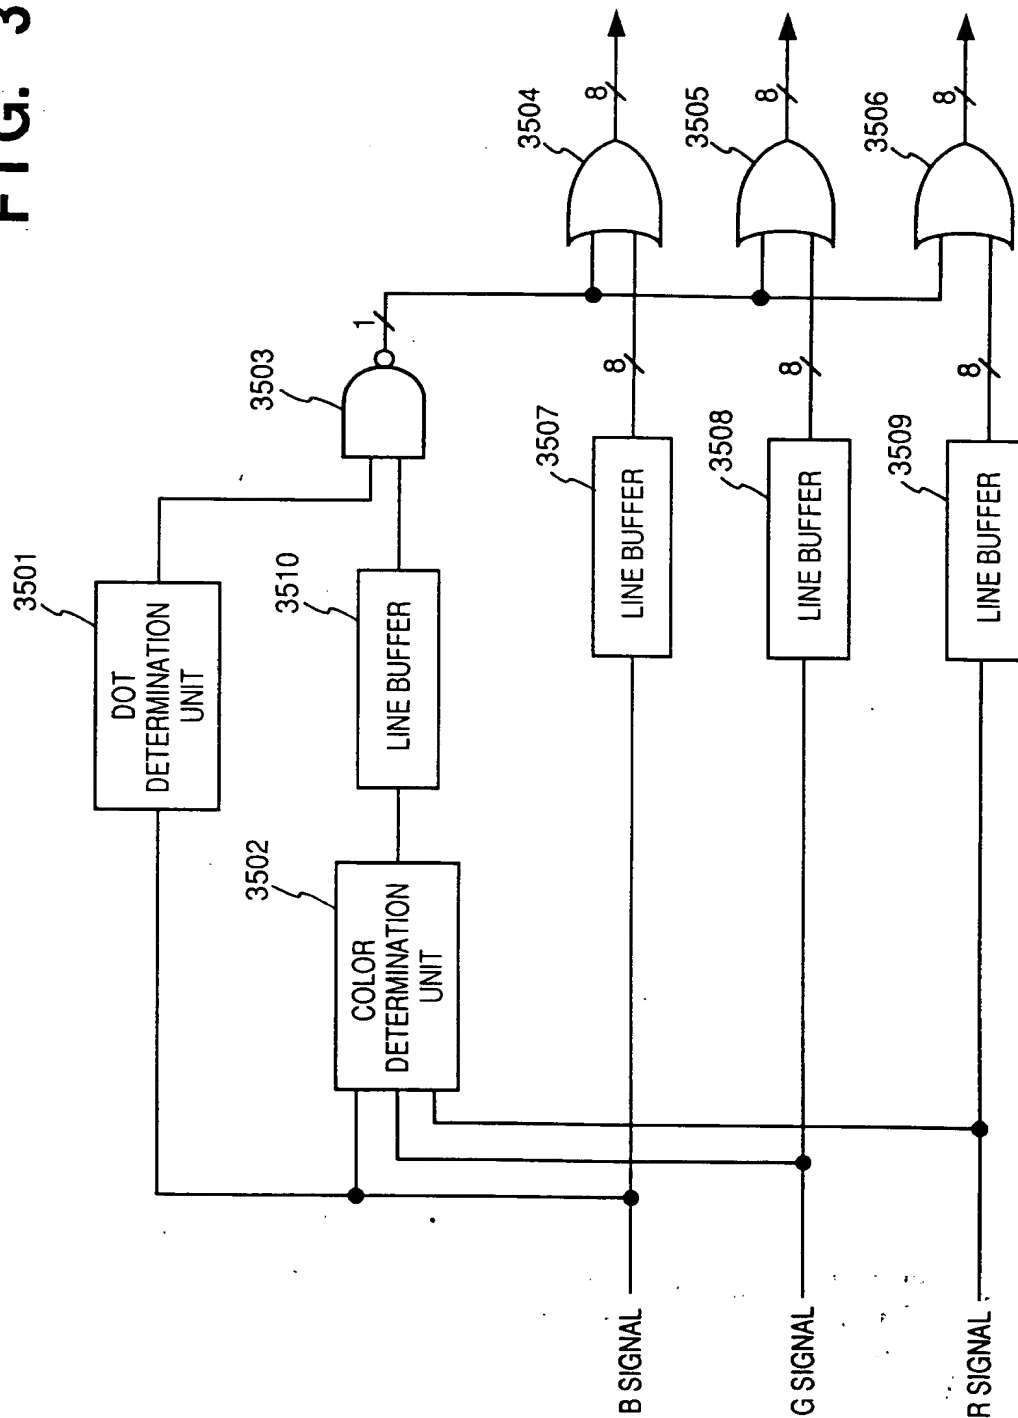 FIG. 3
3501
DOT
DETERMINATION
UNIT
3502
COLOR
DETERMINATION
UNIT
3510
LINE BUFFER
3503
1
B SIGNAL
3507
LINE BUFFER
8
3504
8
G SIGNAL
3508
LINE BUFFER
8
3505
8
R SIGNAL
3509
LINE BUFFER
8
3506
8